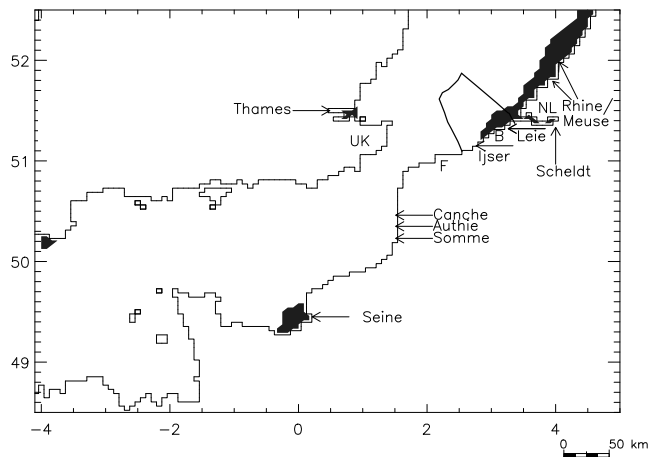 52
Thames
NL
Rhine/
Meuse
UK
B
Leie
51
F
Ijser
Scheldt
Canche
Authie
Somme
50
Seine
49
−4
−2
0
2
4
0
50 km